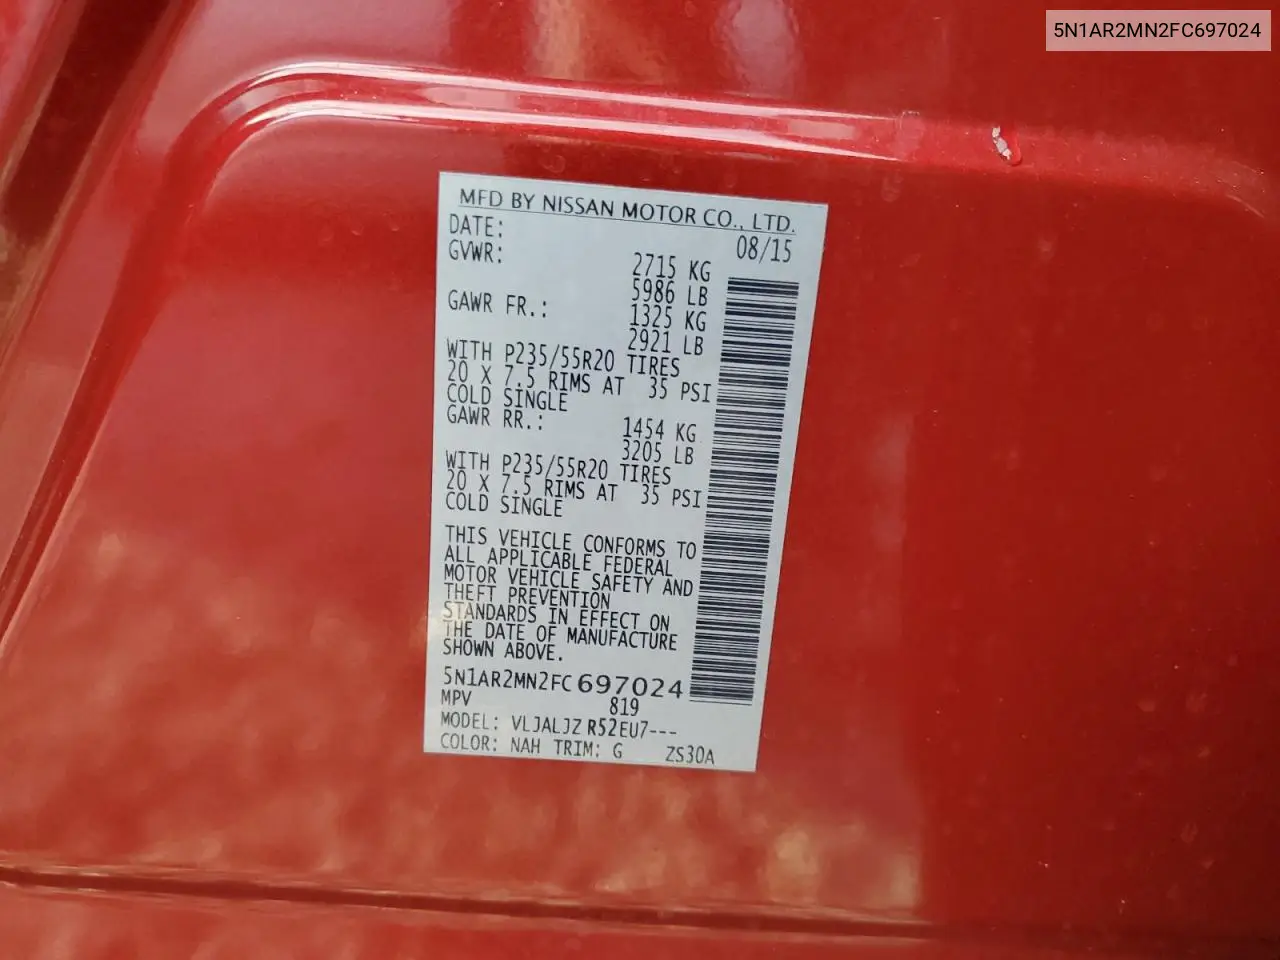 5N1AR2MN2FC697024
MFD BY NISSAN MOTOR CO., LTD.
DATE: 08/15
GVWR: 2715 KG
5986 LB
GAWR FR.: 1325 KG
2921 LB
WITH P235/55R20 TIRES
20 X 7.5 RIMS AT 35 PSI
COLD SINGLE
GAWR RR.: 1454 KG
3205 LB
WITH P235/55R20 TIRES
20 X 7.5 RIMS AT 35 PSI
COLD SINGLE
THIS VEHICLE CONFORMS TO
ALL APPLICABLE FEDERAL
MOTOR VEHICLE SAFETY AND
THEFT PREVENTION
STANDARDS IN EFFECT ON
THE DATE OF MANUFACTURE
SHOWN ABOVE.
5N1AR2MN2FC697024
MPV 819
MODEL: VLJALJZ R52EU7---
COLOR: NAH TRIM: G ZS30A